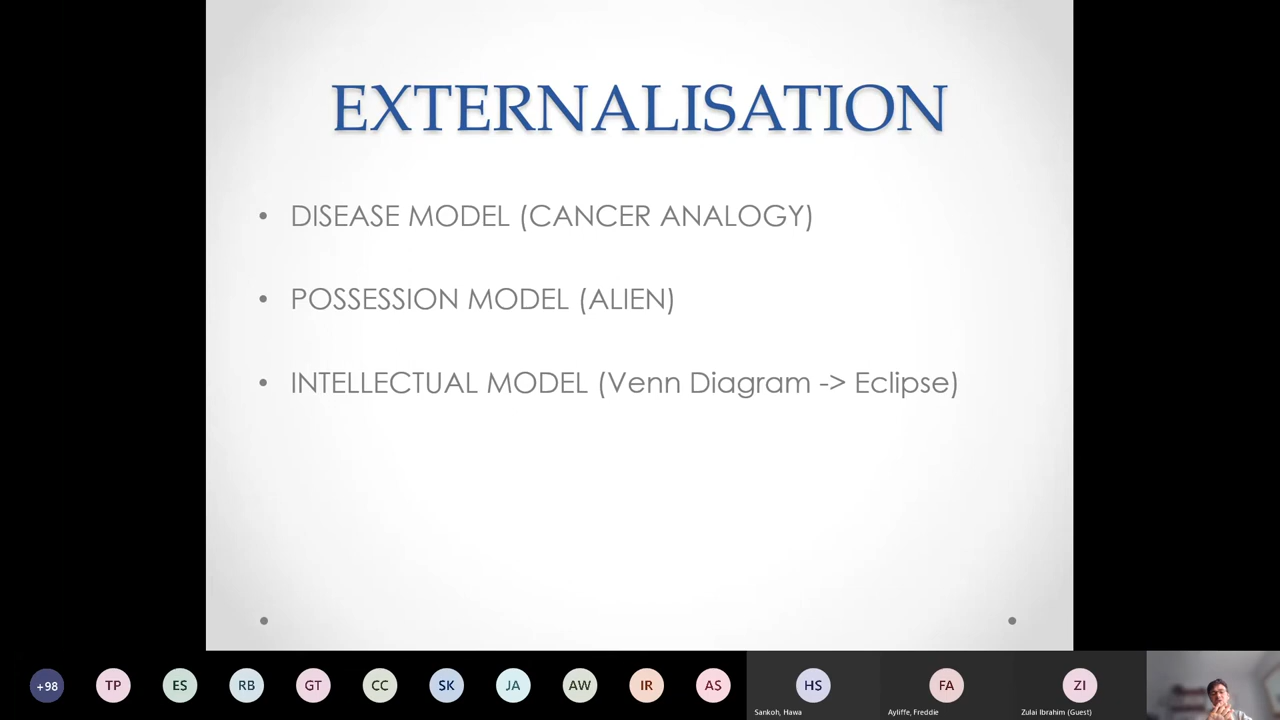 EXTERNALISATION
• DISEASE MODEL (CANCER ANALOGY)
• POSSESSION MODEL (ALIEN)
• INTELLECTUAL MODEL (Venn Diagram -> Eclipse)
+98
TP
ES
RB
GT
CC
SK
JA
AW
IR
AS
HS
FA
ZI
Sankoh, Hawa
Ayliffe, Freddie
Zulai Ibrahim (Guest)